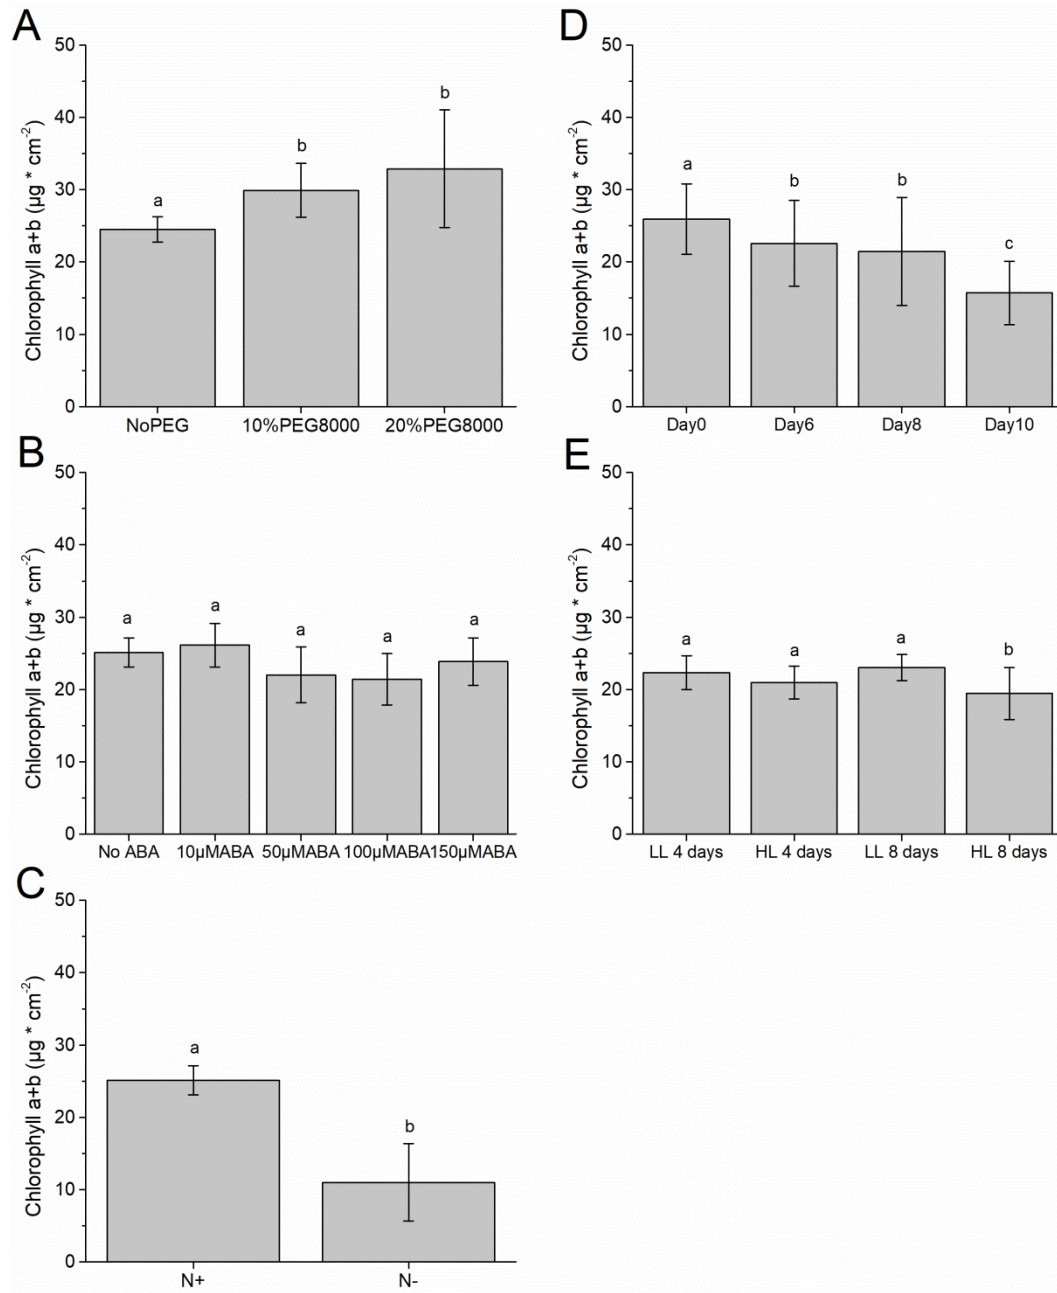 A
Chlorophyll a+b (µg * cm-2)
50
40
30
20
10
0
a
b
b
NoPEG 10%PEG8000 20%PEG8000
B
Chlorophyll a+b (µg * cm-2)
50
40
30
20
10
0
a a a a a
No ABA 10µMABA 50µMABA 100µMABA150µMABA
C
Chlorophyll a+b (µg * cm-2)
50
40
30
20
10
0
a
b
N+ N-
D
Chlorophyll a+b (µg * cm-2)
50
40
30
20
10
0
a
b b
c
Day0 Day6 Day8 Day10
E
Chlorophyll a+b (µg * cm-2)
50
40
30
20
10
0
a a a b
LL 4 days HL 4 days LL 8 days HL 8 days